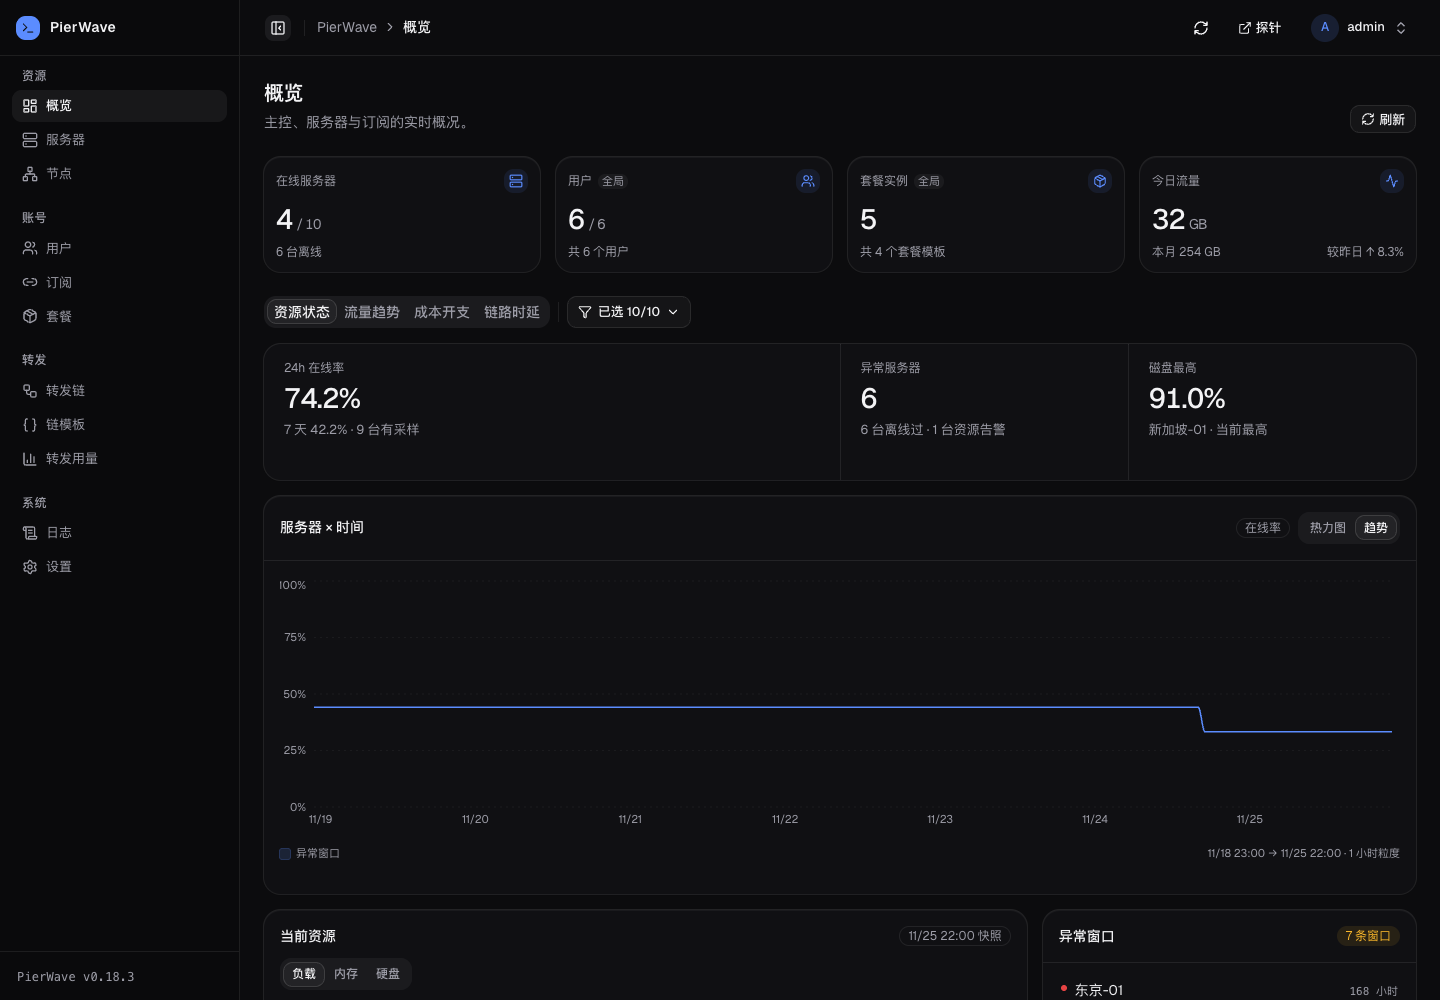 PierWave
资源
概览
服务器
节点
账号
用户
订阅
套餐
转发
转发链
链模板
转发用量
系统
日志
设置
PierWave v0.18.3
PierWave > 概览
探针
A admin
概览
主控、服务器与订阅的实时概况。
刷新
在线服务器
4 / 10
6 台离线
用户 全局
6 / 6
共 6 个用户
套餐实例 全局
5
共 4 个套餐模板
今日流量
32 GB
本月 254 GB 较昨日 ↑ 8.3%
资源状态 流量趋势 成本开支 链路时延 已选 10/10
24h 在线率
74.2%
7 天 42.2% · 9 台有采样
异常服务器
6
6 台离线过 · 1 台资源告警
磁盘最高
91.0%
新加坡-01 · 当前最高
服务器 × 时间
在线率 热力图 趋势
100%
75%
50%
25%
0%
11/19 11/20 11/21 11/22 11/23 11/24 11/25
异常窗口
11/18 23:00 → 11/25 22:00 · 1 小时粒度
当前资源
11/25 22:00 快照
负载 内存 硬盘
异常窗口
7 条窗口
东京-01
168 小时